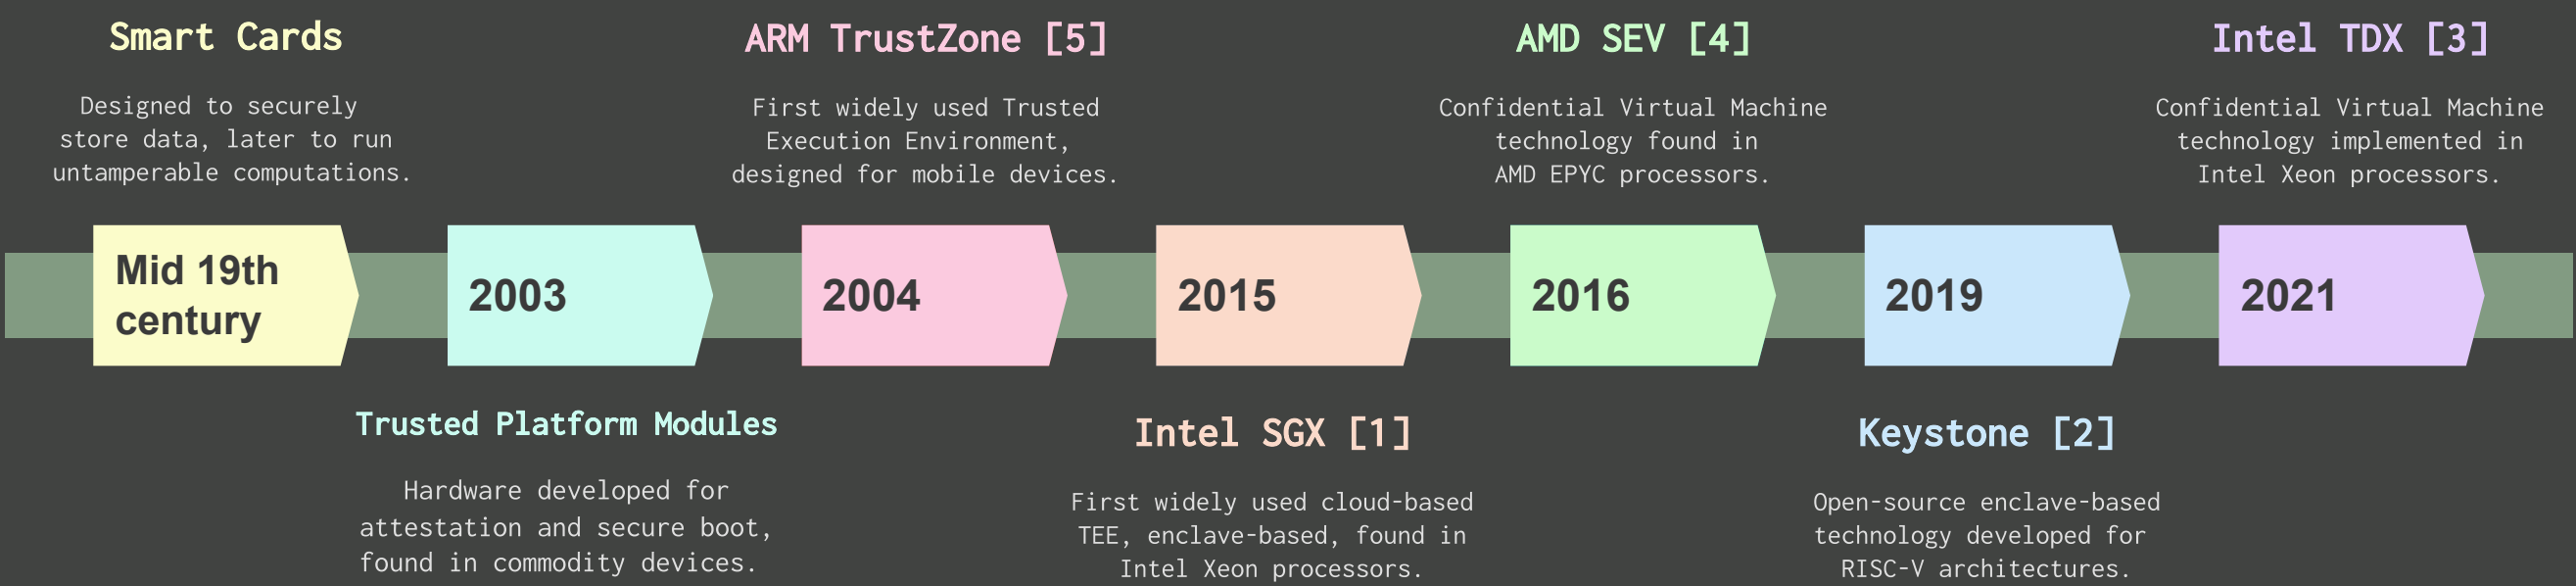 Smart Cards
Designed to securely
store data, later to run
untamperable computations.
ARM TrustZone [5]
First widely used Trusted
Execution Environment,
designed for mobile devices.
AMD SEV [4]
Confidential Virtual Machine
technology found in
AMD EPYC processors.
Intel TDX [3]
Confidential Virtual Machine
technology implemented in
Intel Xeon processors.
Mid 19th
century
2003
2004
2015
2016
2019
2021
Trusted Platform Modules
Hardware developed for
attestation and secure boot,
found in commodity devices.
Intel SGX [1]
First widely used cloud-based
TEE, enclave-based, found in
Intel Xeon processors.
Keystone [2]
Open-source enclave-based
technology developed for
RISC-V architectures.